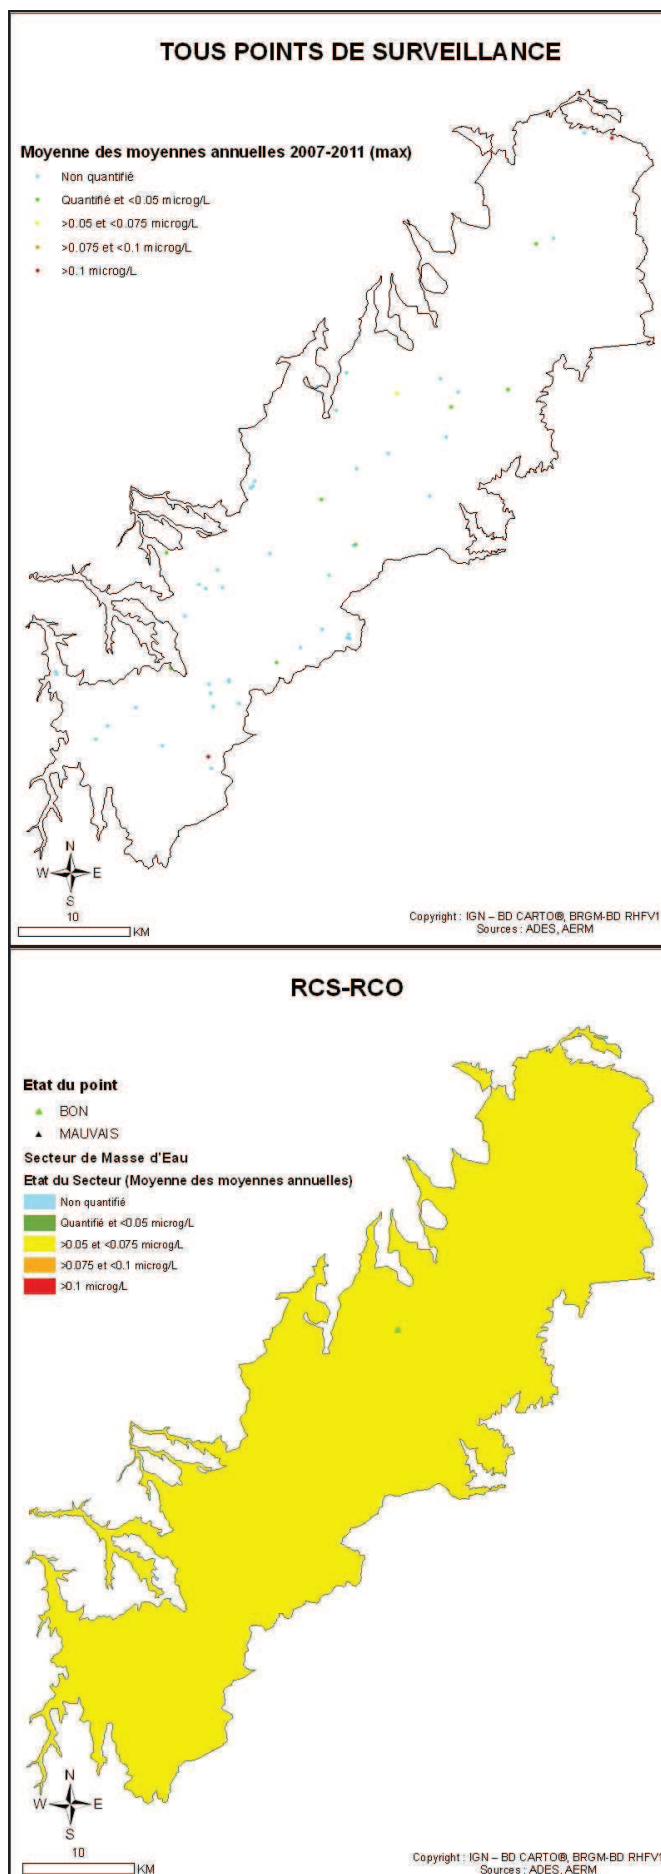 TOUS POINTS DE SURVEILLANCE
Moyenne des moyennes annuelles 2007-2011 (max)
Non quantifié
Quantifié et <0.05 microg/L
>0.05 et <0.075 microg/L
>0.075 et <0.1 microg/L
>0.1 microg/L
N
W E
S
10
KM
Copyright : IGN – BD CARTO®, BRGM-BD RHFV1
Sources : ADES, AERM
RCS-RCO
Etat du point
BON
MAUVAIS
Secteur de Masse d'Eau
Etat du Secteur (Moyenne des moyennes annuelles)
Non quantifié
Quantifié et <0.05 microg/L
>0.05 et <0.075 microg/L
>0.075 et <0.1 microg/L
>0.1 microg/L
N
W E
S
10
KM
Copyright : IGN – BD CARTO®, BRGM-BD RHFV1
Sources : ADES, AERM